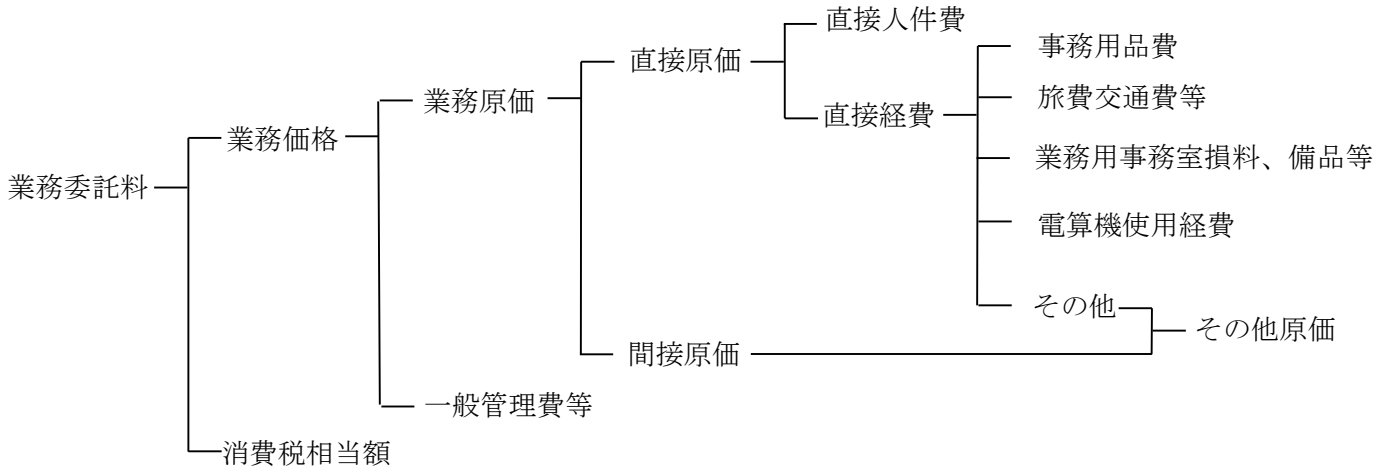 直接人件費
事務用品費
直接原価
旅費交通費等
業務原価
直接経費
業務価格
業務用事務室損料、備品等
業務委託料
電算機使用経費
その他
その他原価
間接原価
一般管理費等
消費税相当額